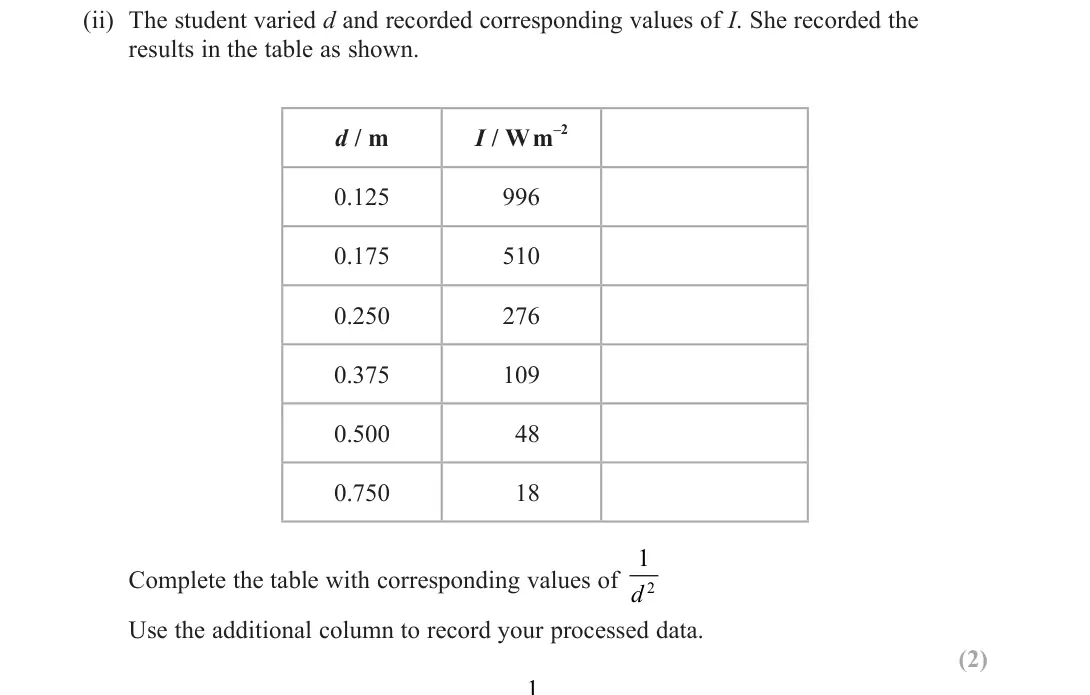 (ii) The student varied d and recorded corresponding values of I. She recorded the
results in the table as shown.
d / m I / W m⁻²
0.125 996
0.175 510
0.250 276
0.375 109
0.500 48
0.750 18
Complete the table with corresponding values of 1/d²
Use the additional column to record your processed data.
(2)
1